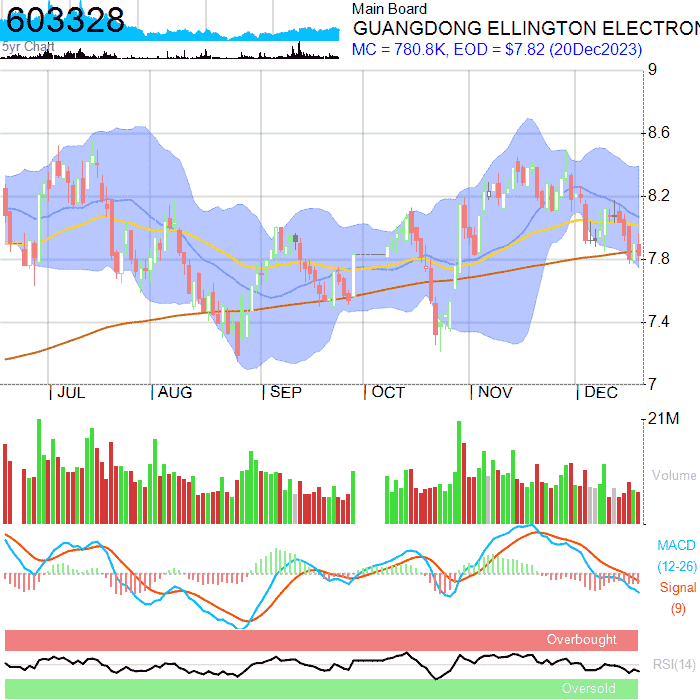 603328
5yr Chart
Main Board
GUANGDONG ELLINGTON ELECTRON
MC = 780.8K, EOD = $7.82 (20Dec2023)
9
8.6
8.2
7.8
7.4
7
JUL AUG SEP OCT NOV DEC
21M
Volume
MACD
(12-26)
Signal
(9)
Overbought
RSI(14)
Oversold